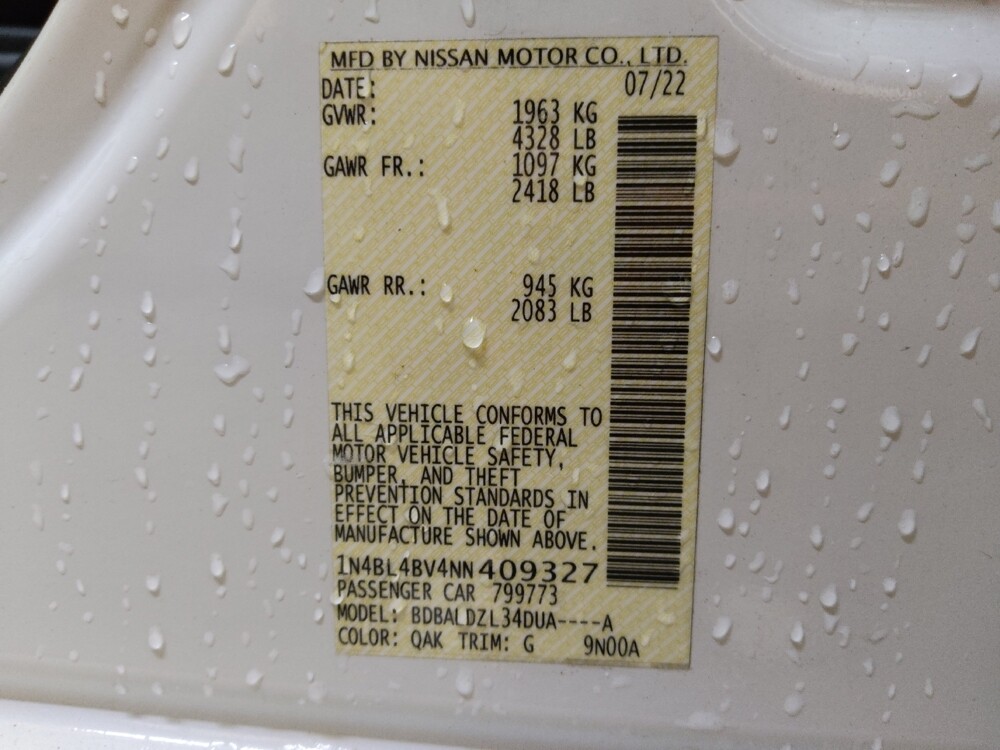 MFD BY NISSAN MOTOR CO., LTD.
DATE: 07/22
GVWR: 1963 KG
4328 LB
GAWR FR.: 1097 KG
2418 LB
GAWR RR.: 945 KG
2083 LB
THIS VEHICLE CONFORMS TO
ALL APPLICABLE FEDERAL
MOTOR VEHICLE SAFETY,
BUMPER, AND THEFT
PREVENTION STANDARDS IN
EFFECT ON THE DATE OF
MANUFACTURE SHOWN ABOVE.
1N4BL4BV4NN409327
PASSENGER CAR 799773
MODEL: BDBALDZL34DUA----A
COLOR: QAK TRIM: G 9N00A